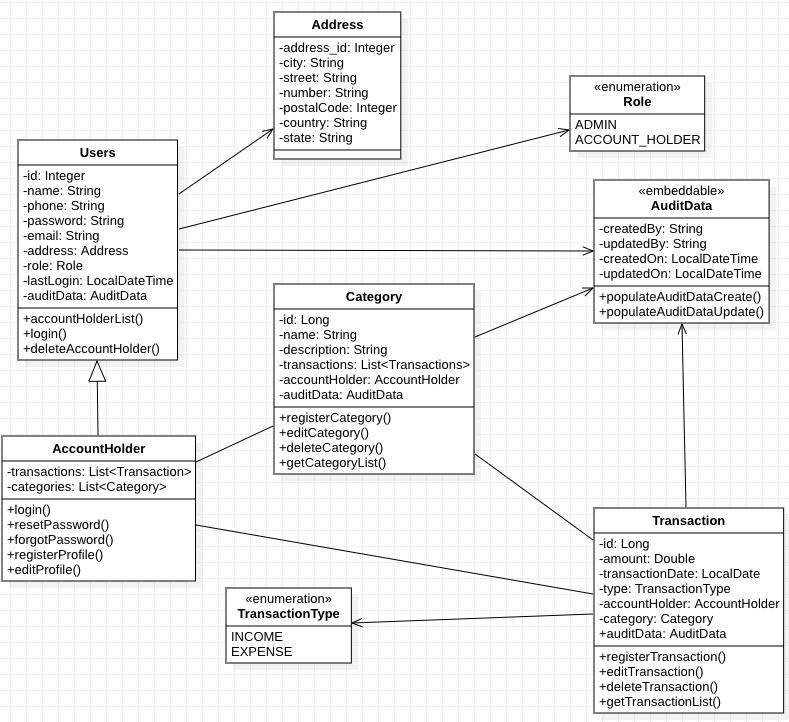 Address
-address_id: Integer
-city: String
-street: String
-number: String
-postalCode: Integer
-country: String
-state: String
«enumeration»
Role
ADMIN
ACCOUNT_HOLDER
Users
-id: Integer
-name: String
-phone: String
-password: String
-email: String
-address: Address
-role: Role
-lastLogin: LocalDateTime
-auditData: AuditData
+accountHolderList()
+login()
+deleteAccountHolder()
«embeddable»
AuditData
-createdBy: String
-updatedBy: String
-createdOn: LocalDateTime
-updatedOn: LocalDateTime
+populateAuditDataCreate()
+populateAuditDataUpdate()
Category
-id: Long
-name: String
-description: String
-transactions: List<Transactions>
-accountHolder: AccountHolder
-auditData: AuditData
+registerCategory()
+editCategory()
+deleteCategory()
+getCategoryList()
AccountHolder
-transactions: List<Transaction>
-categories: List<Category>
+login()
+resetPassword()
+forgotPassword()
+registerProfile()
+editProfile()
Transaction
-id: Long
-amount: Double
-transactionDate: LocalDate
-type: TransactionType
-accountHolder: AccountHolder
-category: Category
+auditData: AuditData
+registerTransaction()
+editTransaction()
+deleteTransaction()
+getTransactionList()
«enumeration»
TransactionType
INCOME
EXPENSE